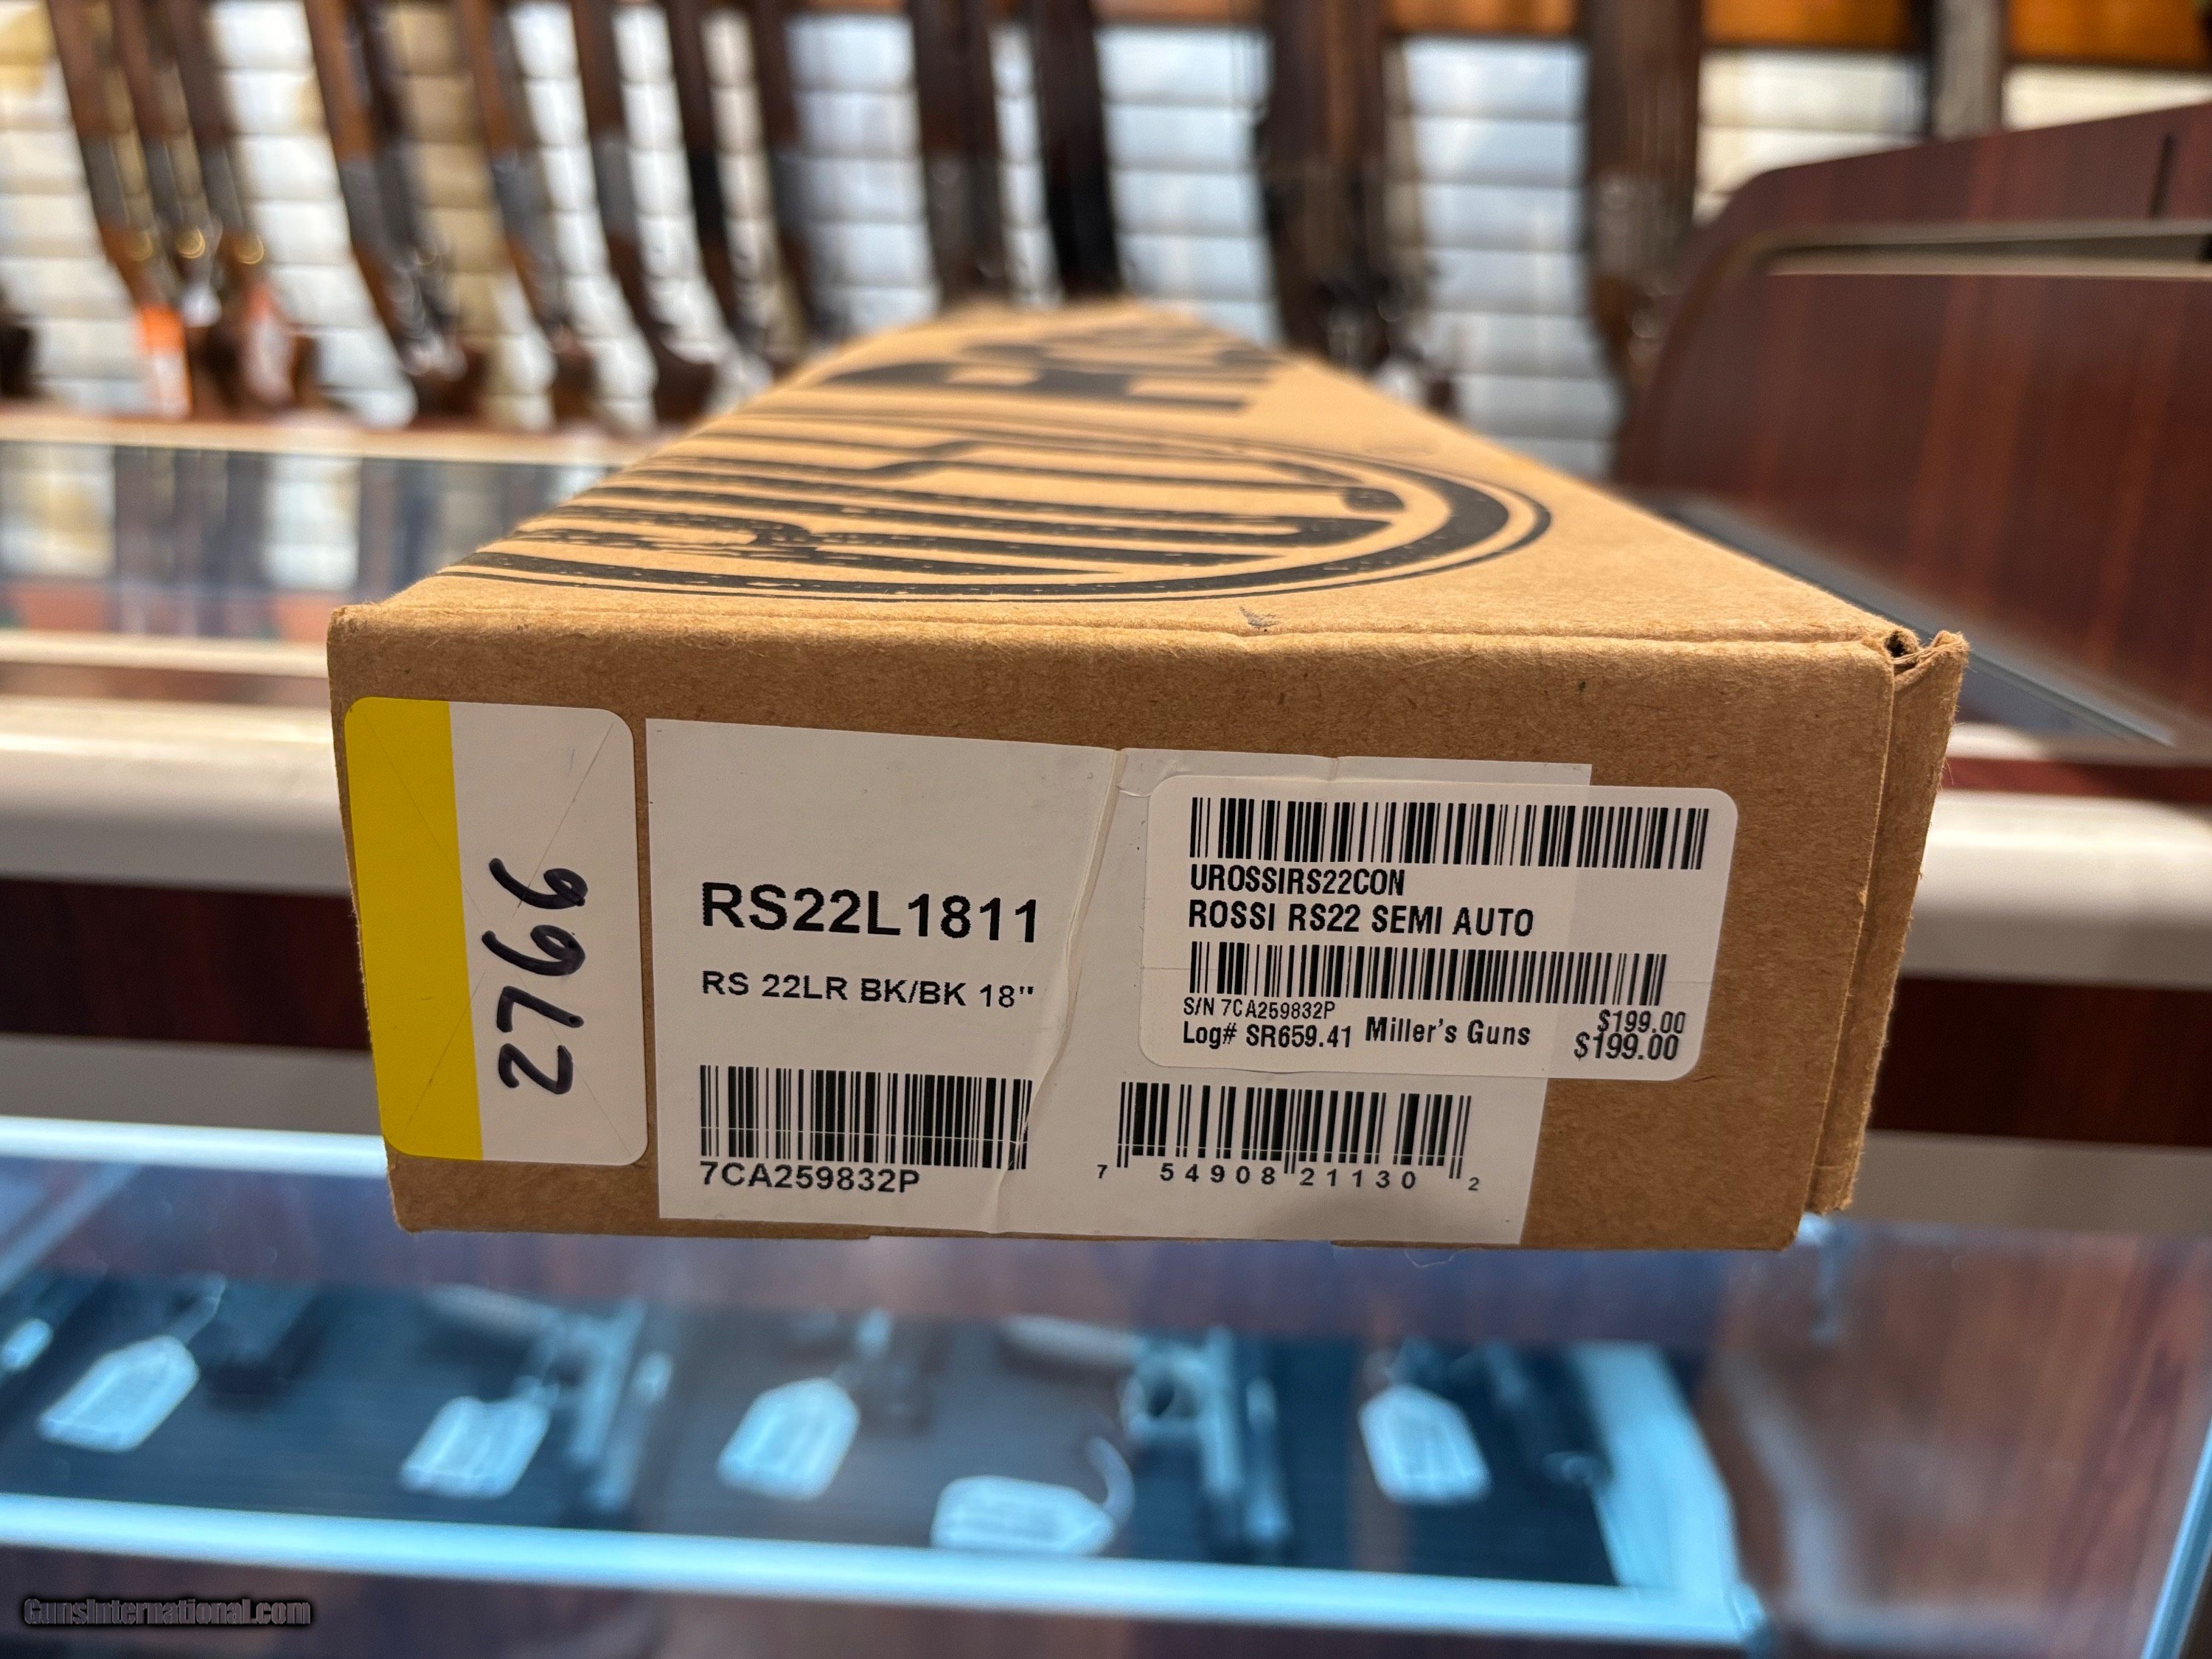 2766
RS22L1811
RS 22LR BK/BK 18"
7CA259832P
UROSSIRS22CON
ROSSI RS22 SEMI AUTO
S/N 7CA259832P
$199.00
Log# SR659.41 Miller's Guns
$199.00
7 54908 21130 2
GunsInternational.com